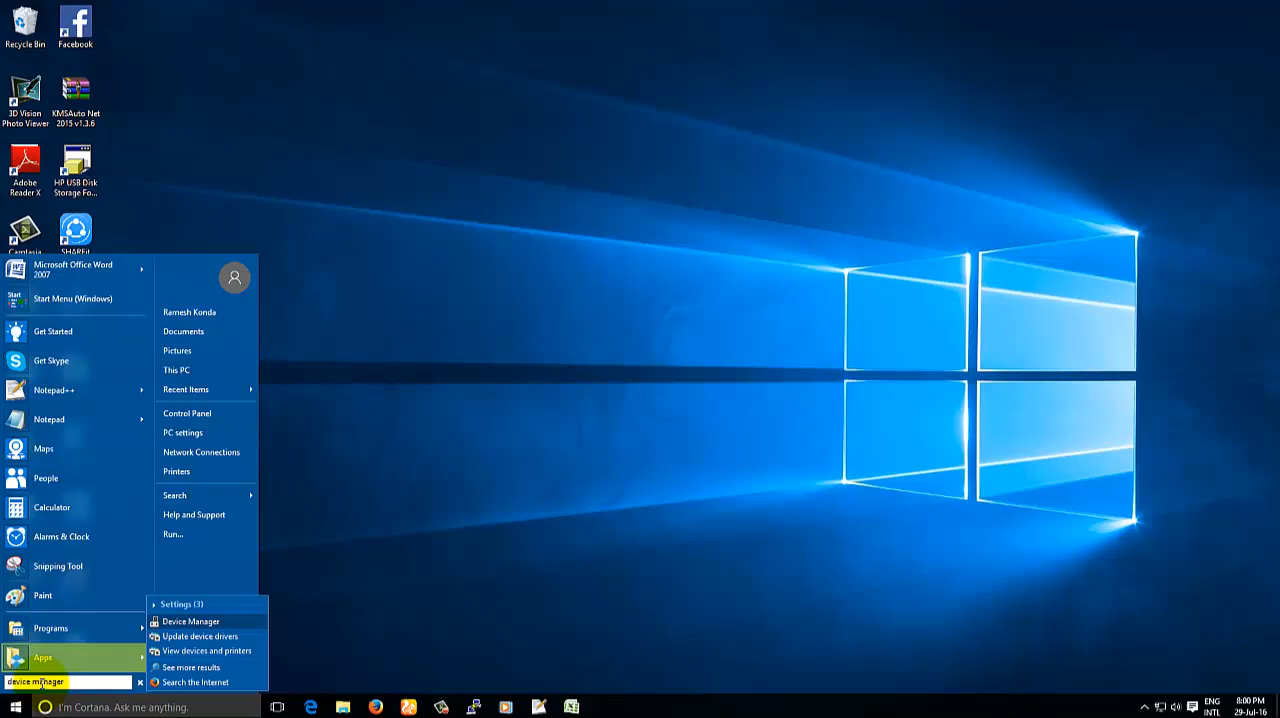 Recycle Bin
Facebook
3D Vision
Photo Viewer
KMSAuto Net
2015 v1.3.6
Adobe
Reader X
HP USB Disk
Storage Fo...
Camtasia
SHAREit
Microsoft Office Word
2007
Start
Start Menu (Windows)
Get Started
Get Skype
Notepad++
Notepad
Maps
People
Calculator
Alarms & Clock
Snipping Tool
Paint
Programs
Apps
device manager
Ramesh Konda
Documents
Pictures
This PC
Recent Items
Control Panel
PC settings
Network Connections
Printers
Search
Help and Support
Run...
Settings (3)
Device Manager
Update device drivers
View devices and printers
See more results
Search the Internet
I'm Cortana. Ask me anything.
ENG
INTL
8:00 PM
29-Jul-16